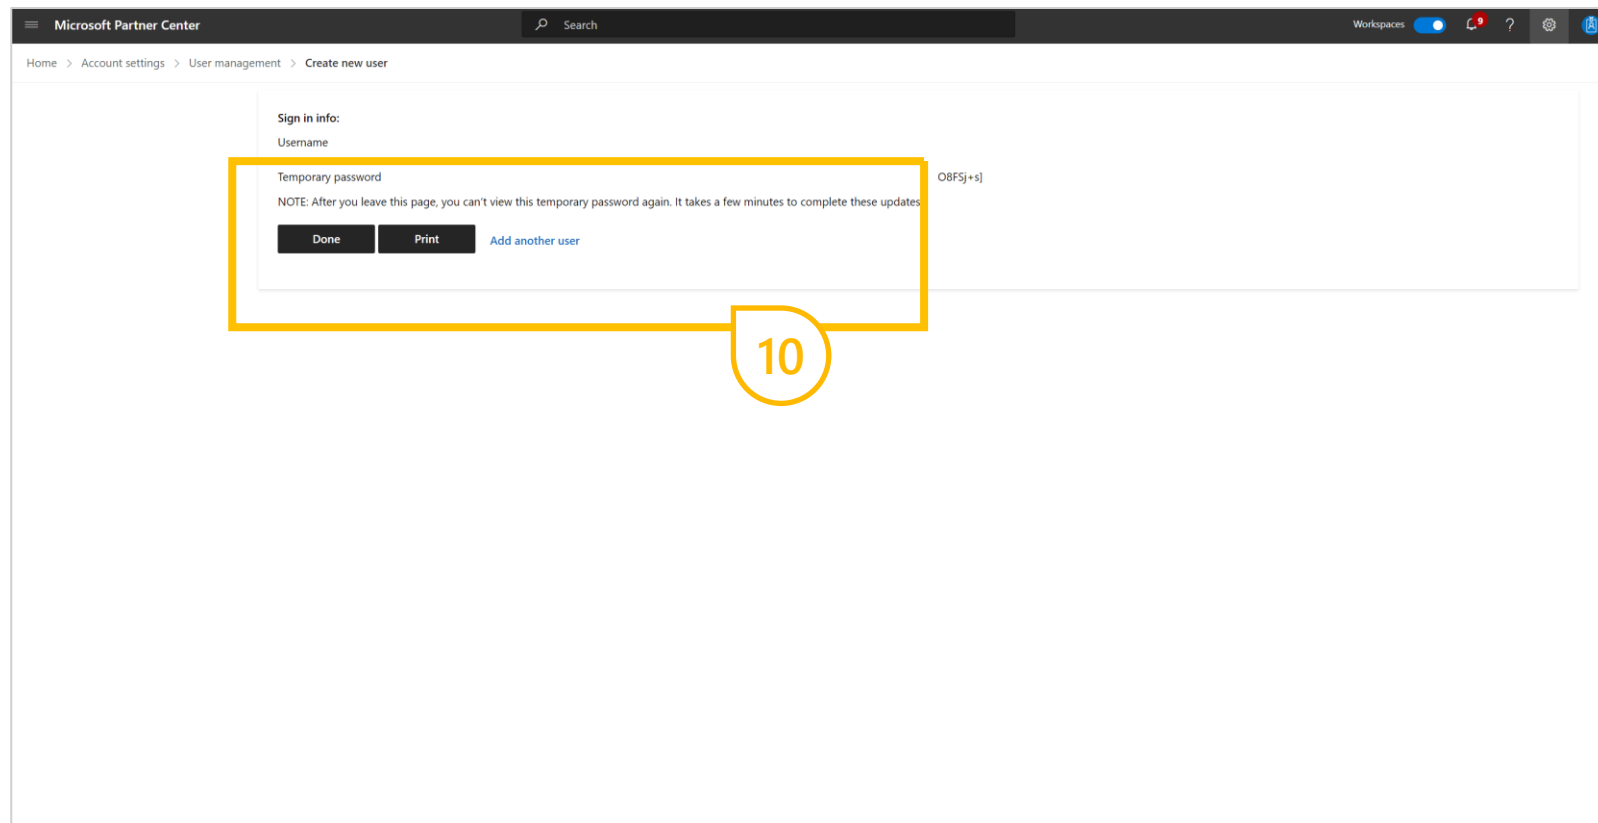 Microsoft Partner Center Search Workspaces 9 ?
Home > Account settings > User management > Create new user
Sign in info:
Username
Temporary password O8FSj+s]
NOTE: After you leave this page, you can't view this temporary password again. It takes a few minutes to complete these updates
Done Print Add another user
10